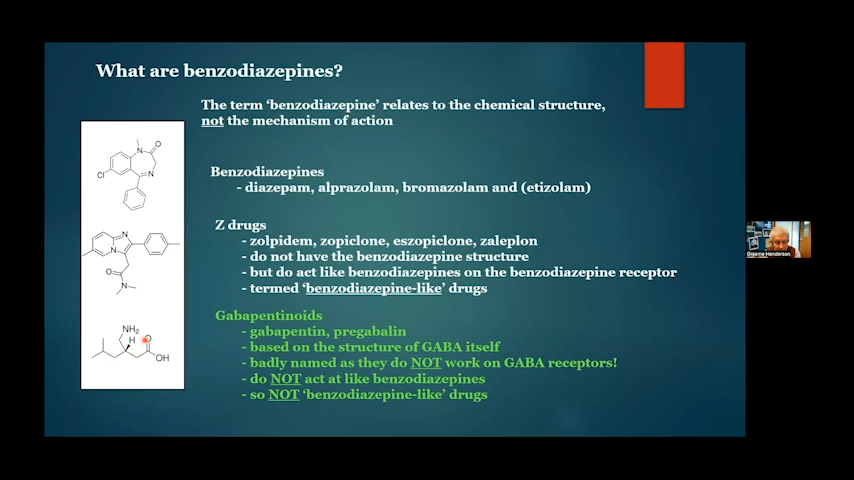 What are benzodiazepines?
The term ‘benzodiazepine’ relates to the chemical structure,
not the mechanism of action
Benzodiazepines
- diazepam, alprazolam, bromazolam and (etizolam)
Z drugs
- zolpidem, zopiclone, eszopiclone, zaleplon
- do not have the benzodiazepine structure
- but do act like benzodiazepines on the benzodiazepine receptor
- termed ‘benzodiazepine-like’ drugs
Gabapentinoids
- gabapentin, pregabalin
- based on the structure of GABA itself
- badly named as they do NOT work on GABA receptors!
- do NOT act at like benzodiazepines
- so NOT ‘benzodiazepine-like’ drugs
N
O
Cl
N
N
N
O
N
NH2
H
O
OH
Graeme Henderson